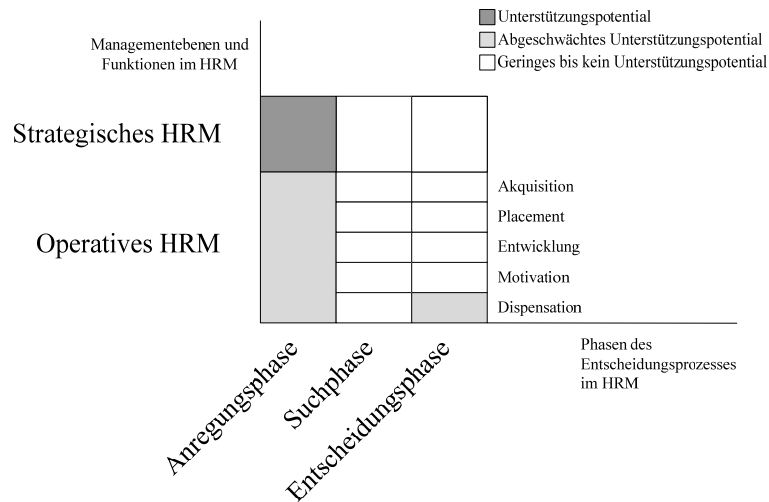 Unterstützungspotential
Abgeschwächtes Unterstützungspotential
Geringes bis kein Unterstützungspotential
Managementebenen und
Funktionen im HRM
Strategisches HRM
Operatives HRM
Akquisition
Placement
Entwicklung
Motivation
Dispensation
Anregungsphase
Suchphase
Entscheidungsphase
Phasen des
Entscheidungsprozesses
im HRM